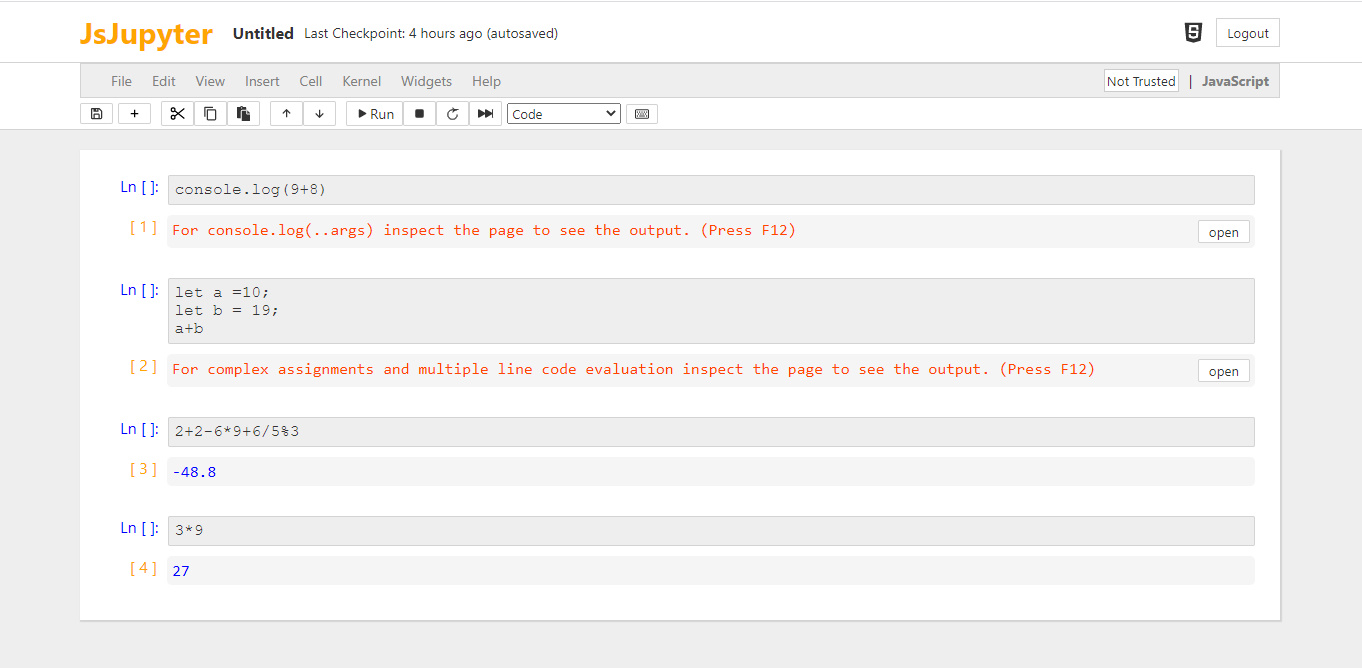 JsJupyter Untitled Last Checkpoint: 4 hours ago (autosaved) Logout
File Edit View Insert Cell Kernel Widgets Help Not Trusted | JavaScript
+ Run Code
Ln [ ]: console.log(9+8)
[ 1 ] For console.log(..args) inspect the page to see the output. (Press F12) open
Ln [ ]: let a =10;
let b = 19;
a+b
[ 2 ] For complex assignments and multiple line code evaluation inspect the page to see the output. (Press F12) open
Ln [ ]: 2+2-6*9+6/5%3
[ 3 ] -48.8
Ln [ ]: 3*9
[ 4 ] 27